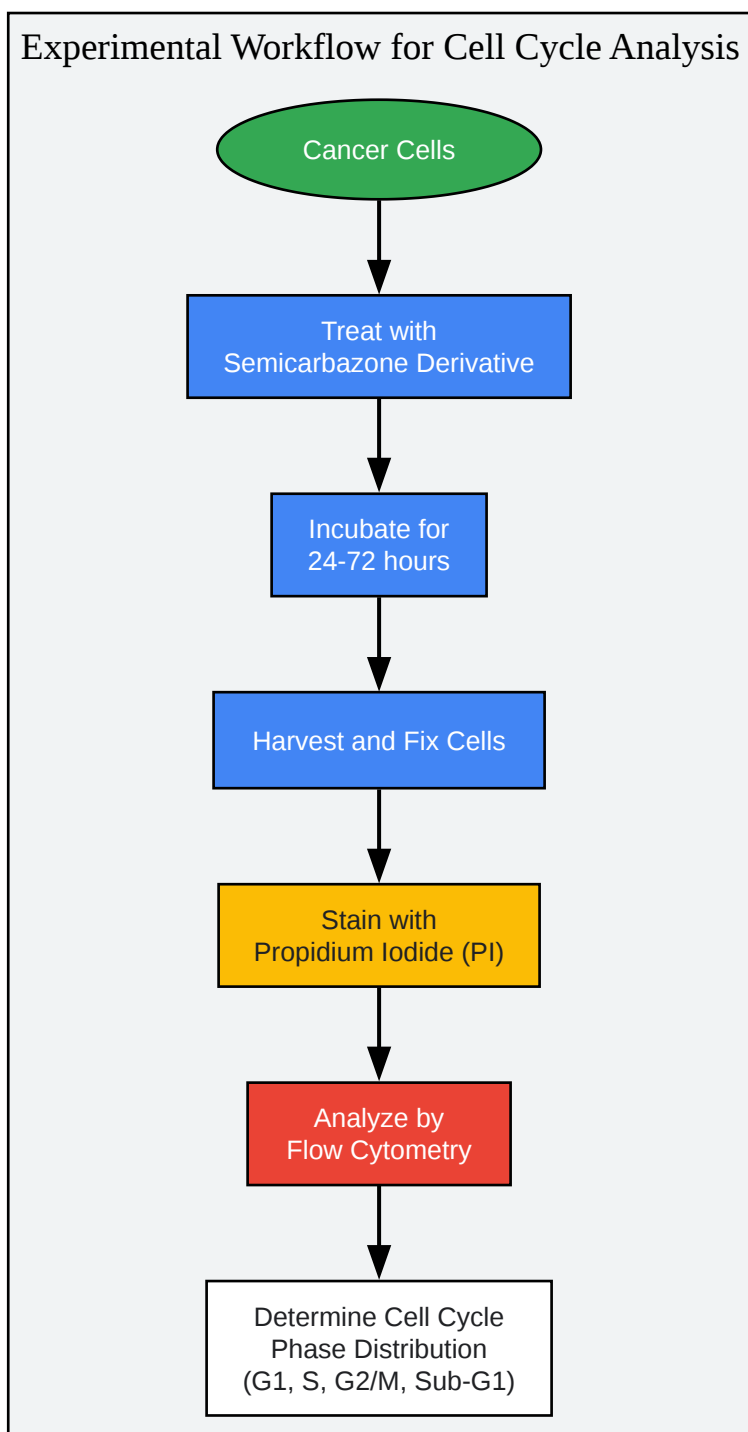 Experimental Workflow for Cell Cycle Analysis
Cancer Cells
Treat with
Semicarbazone Derivative
Incubate for
24-72 hours
Harvest and Fix Cells
Stain with
Propidium Iodide (PI)
Analyze by
Flow Cytometry
Determine Cell Cycle
Phase Distribution
(G1, S, G2/M, Sub-G1)